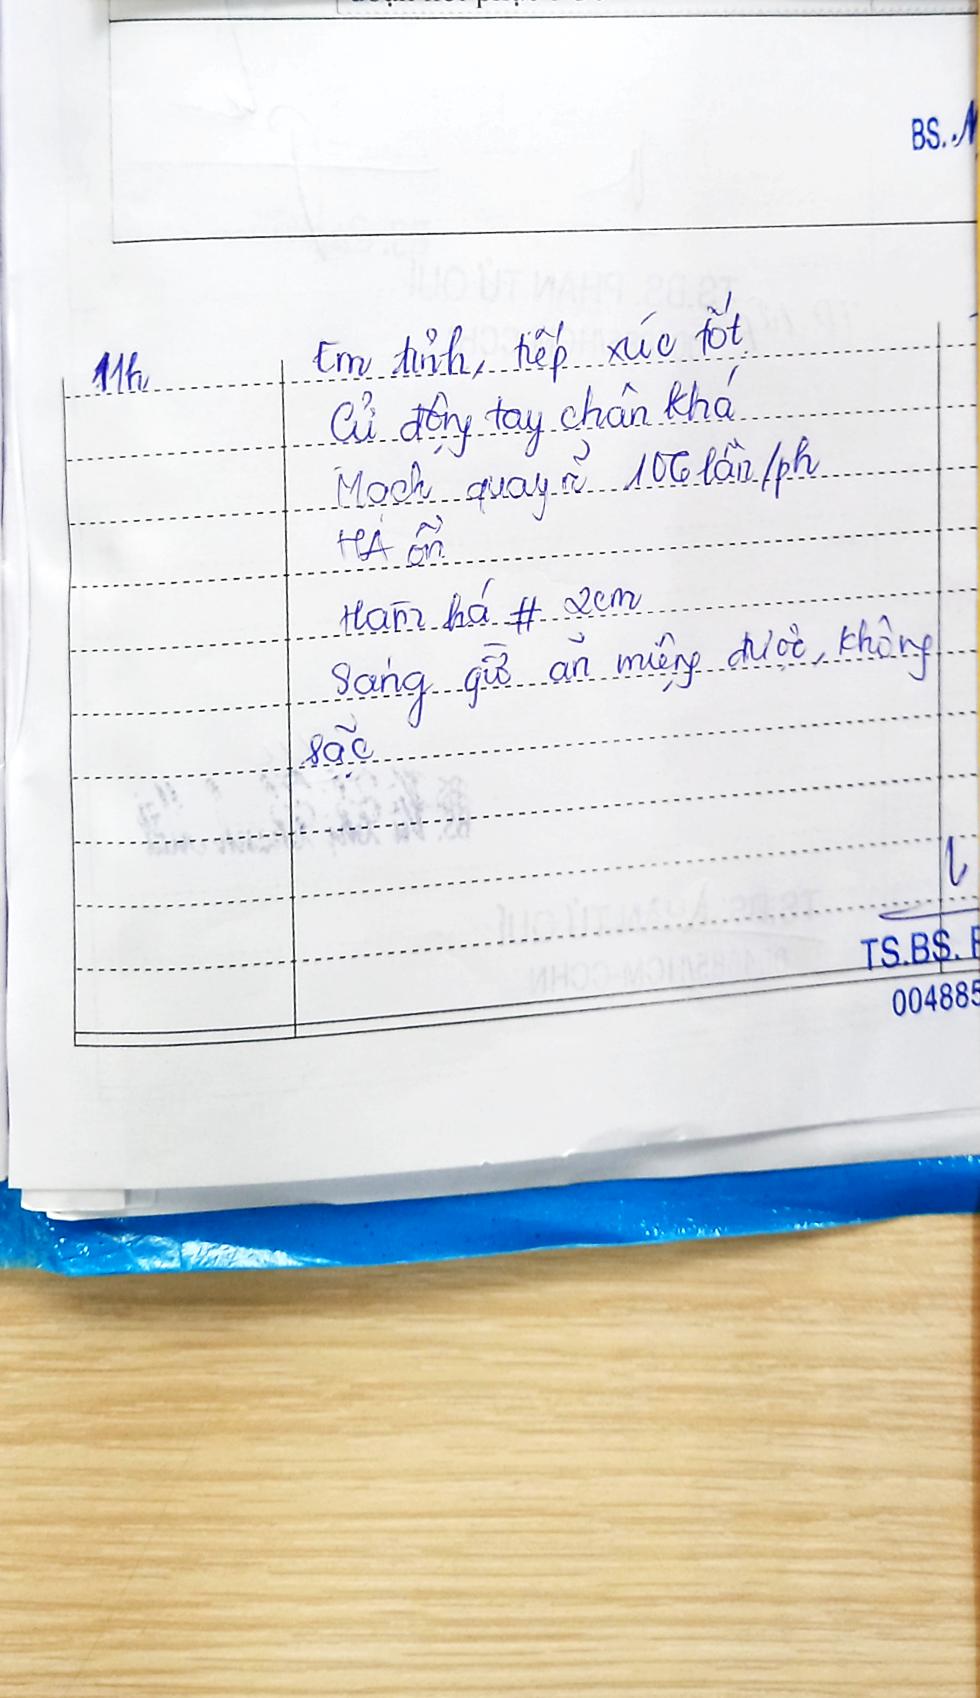 BS.
11h
Em tỉnh, tiếp xúc tốt
Cử động tay chân khá
Mạch quay rõ 106 lần/ph
HA ổn
Hàm há # 2cm
Sáng giờ ăn miệng được, không
sặc
TS.BS.
004885